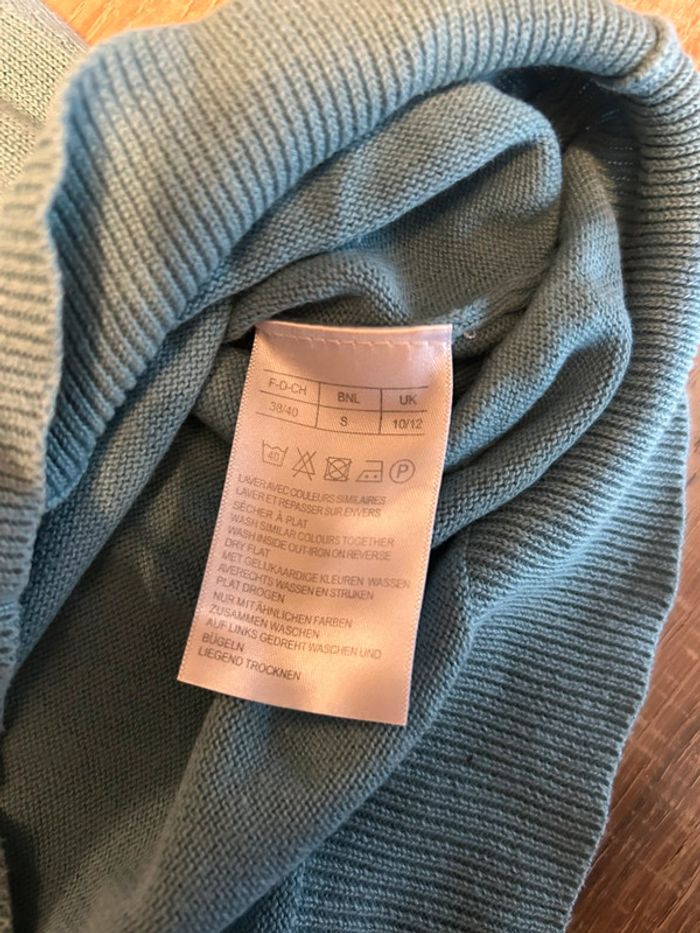 F-D-CH BNL UK
38/40 S 10/12
40 P
LAVER AVEC COULEURS SIMILAIRES
LAVER ET REPASSER SUR ENVERS
SÉCHER À PLAT
WASH SIMILAR COLOURS TOGETHER
WASH INSIDE OUT-IRON ON REVERSE
DRY FLAT
MET GELIJKAARDIGE KLEUREN WASSEN
AVERECHTS WASSEN EN STRIJKEN
PLAT DROGEN
NUR MIT ÄHNLICHEN FARBEN
ZUSAMMEN WASCHEN
AUF LINKS GEDREHT WASCHEN UND
BÜGELN
LIEGEND TROCKNEN